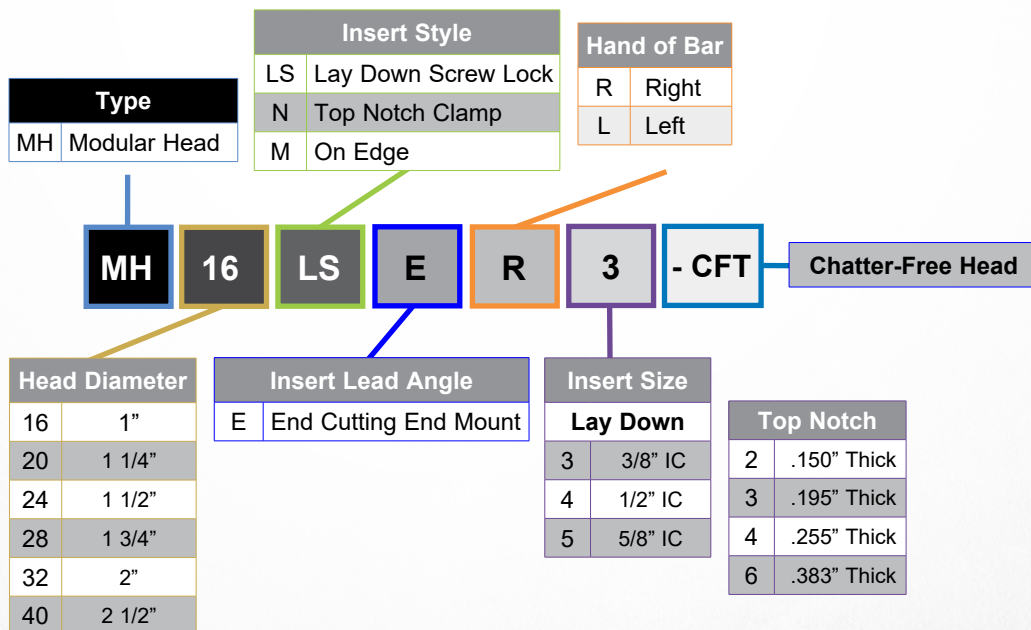 Insert Style
LS Lay Down Screw Lock
N Top Notch Clamp
M On Edge
Hand of Bar
R Right
L Left
Type
MH Modular Head
MH 16 LS E R 3 - CFT Chatter-Free Head
Head Diameter
16 1”
20 1 1/4”
24 1 1/2”
28 1 3/4”
32 2”
40 2 1/2”
Insert Lead Angle
E End Cutting End Mount
Insert Size
Lay Down
3 3/8” IC
4 1/2” IC
5 5/8” IC
Top Notch
2 .150” Thick
3 .195” Thick
4 .255” Thick
6 .383” Thick